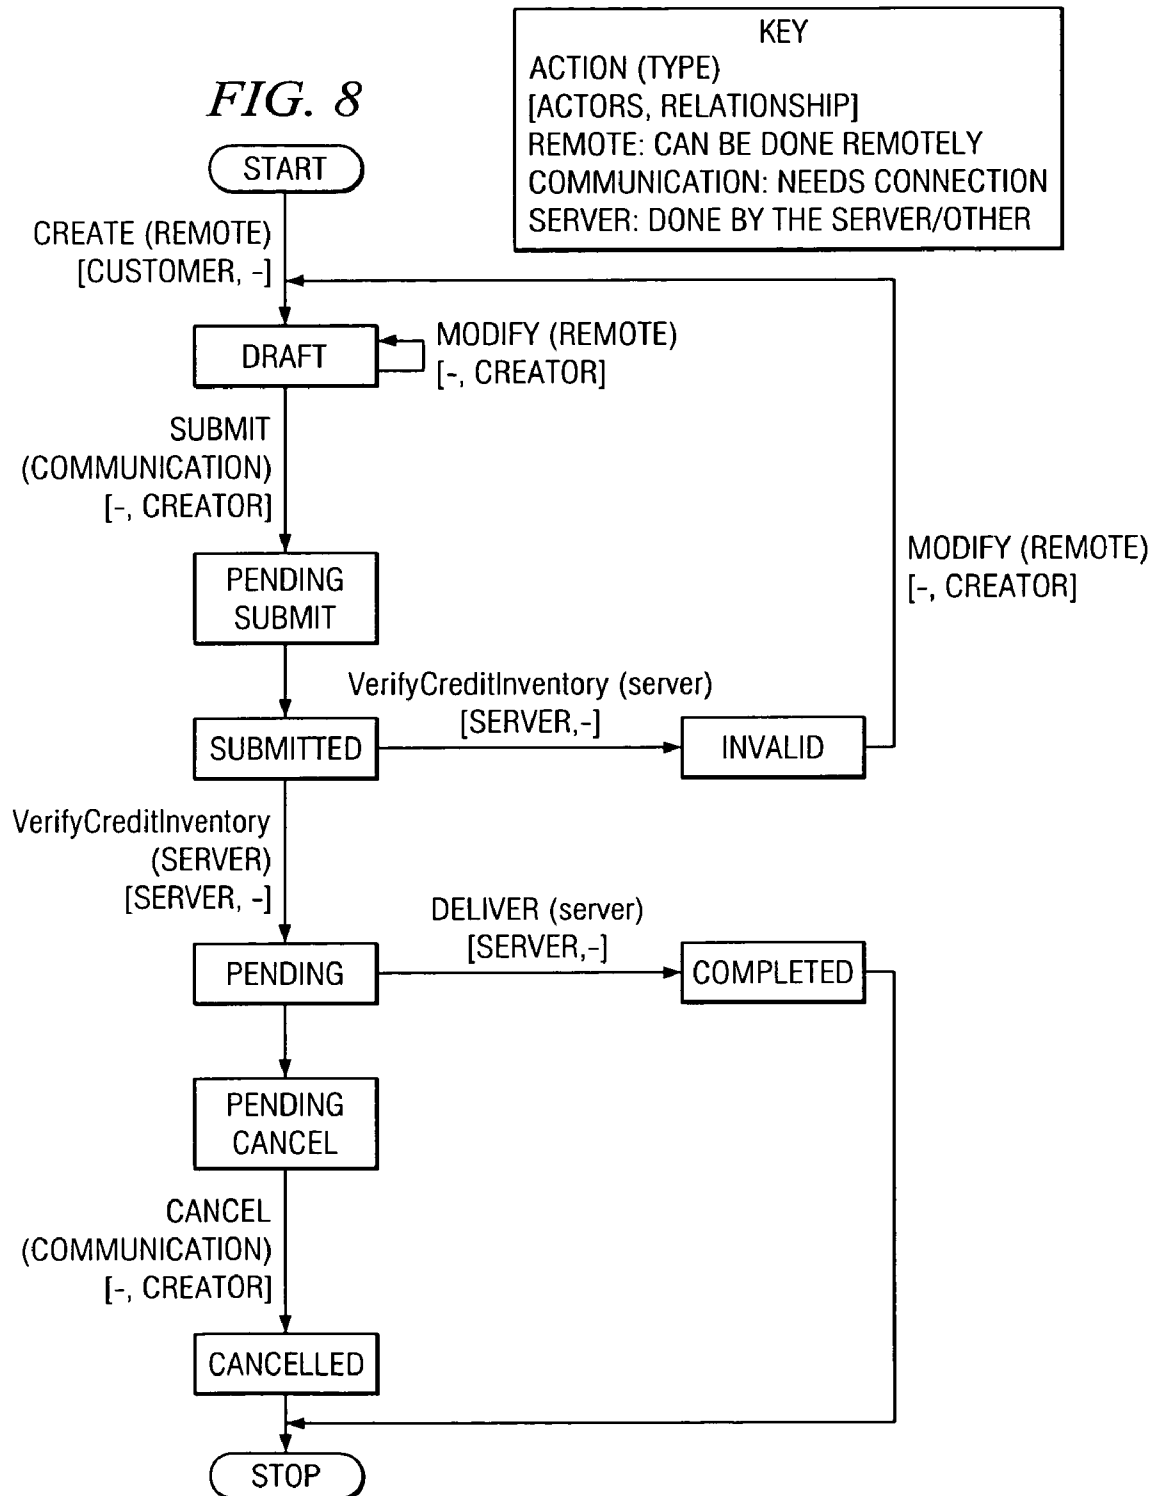 FIG. 8
KEY
ACTION (TYPE)
[ACTORS, RELATIONSHIP]
REMOTE: CAN BE DONE REMOTELY
COMMUNICATION: NEEDS CONNECTION
SERVER: DONE BY THE SERVER/OTHER
START
CREATE (REMOTE)
[CUSTOMER, -]
DRAFT
MODIFY (REMOTE)
[-, CREATOR]
SUBMIT
(COMMUNICATION)
[-, CREATOR]
PENDING
SUBMIT
MODIFY (REMOTE)
[-, CREATOR]
SUBMITTED
VerifyCreditInventory (server)
[SERVER,-]
INVALID
VerifyCreditInventory
(SERVER)
[SERVER, -]
PENDING
DELIVER (server)
[SERVER,-]
COMPLETED
PENDING
CANCEL
CANCEL
(COMMUNICATION)
[-, CREATOR]
CANCELLED
STOP